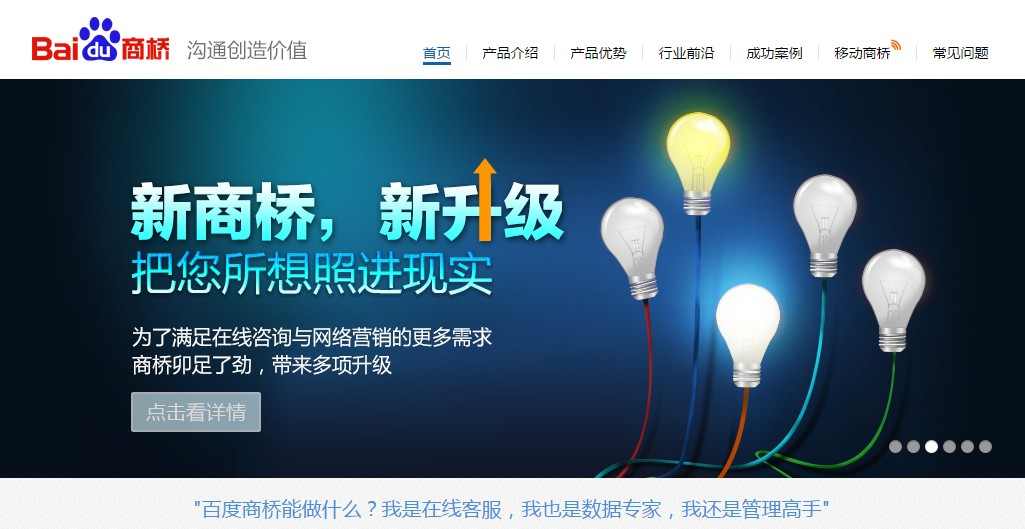 Bai du 商桥 沟通创造价值
首页 产品介绍 产品优势 行业前沿 成功案例 移动商桥 常见问题
新商桥，新升级
把您所想照进现实
为了满足在线咨询与网络营销的更多需求
商桥卯足了劲，带来多项升级
点击看详情
"百度商桥能做什么？我是在线客服，我也是数据专家，我还是管理高手"